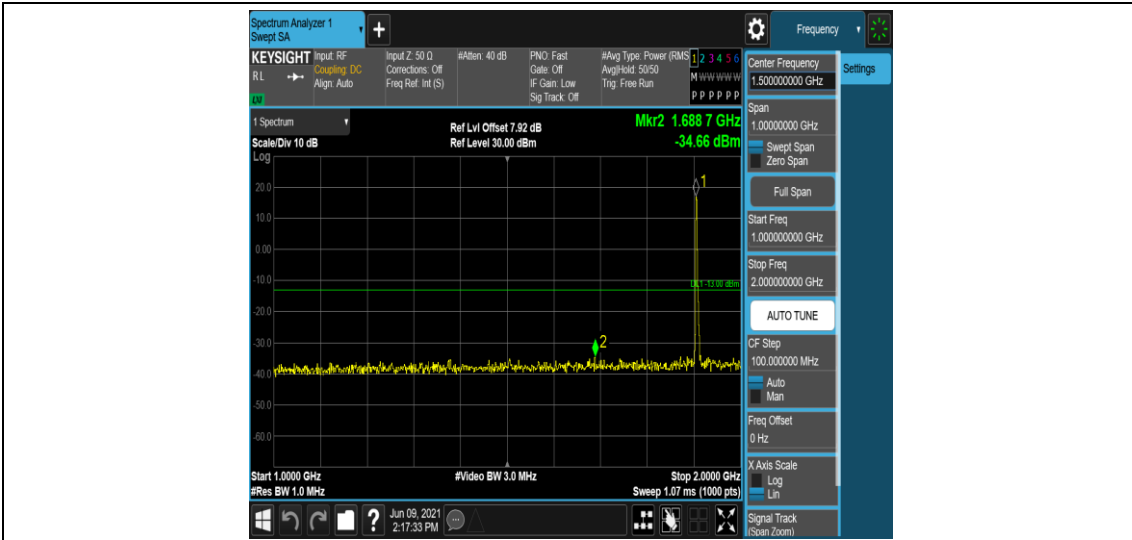 Spectrum Analyzer 1
Swept SA
+
Frequency
KEYSIGHT
RL
LXI
Input: RF
Coupling: DC
Align: Auto
Input Z: 50 Ω
Corrections: Off
Freq Ref: Int (S)
#Atten: 40 dB
PNO: Fast
Gate: Off
IF Gain: Low
Sig Track: Off
#Avg Type: Power (RMS
Avg|Hold: 50/50
Trig: Free Run
1 2 3 4 5 6
M W W W W W
P P P P P P
1 Spectrum
Scale/Div 10 dB
Log
Ref Lvl Offset 7.92 dB
Ref Level 30.00 dBm
Mkr2 1.688 7 GHz
-34.66 dBm
20.0
10.0
0.00
-10.0
-20.0
-30.0
-40.0
-50.0
-60.0
1
DL1 -13.00 dBm
2
Start 1.0000 GHz
#Res BW 1.0 MHz
#Video BW 3.0 MHz
Stop 2.0000 GHz
Sweep 1.07 ms (1000 pts)
?
Jun 09, 2021
2:17:33 PM
Center Frequency
1.500000000 GHz
Settings
Span
1.00000000 GHz
Swept Span
Zero Span
Full Span
Start Freq
1.000000000 GHz
Stop Freq
2.000000000 GHz
AUTO TUNE
CF Step
100.000000 MHz
Auto
Man
Freq Offset
0 Hz
X Axis Scale
Log
Lin
Signal Track
(Span Zoom)